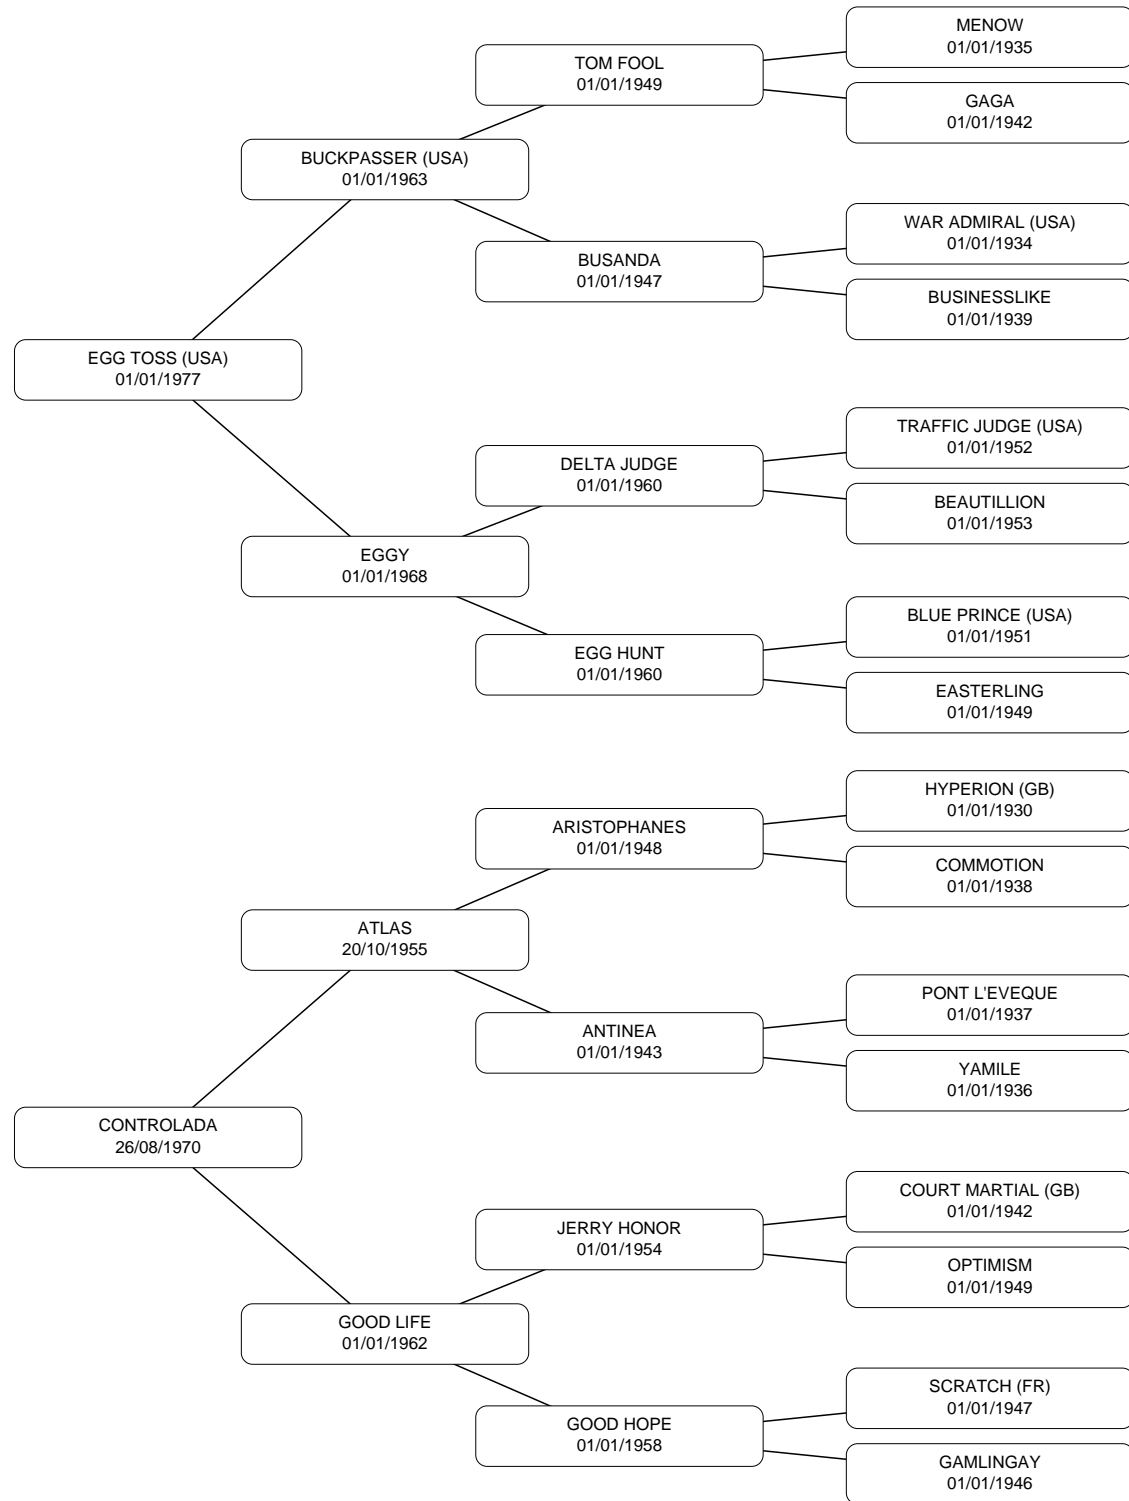 MENOW
01/01/1935
TOM FOOL
01/01/1949
GAGA
01/01/1942
BUCKPASSER (USA)
01/01/1963
WAR ADMIRAL (USA)
01/01/1934
BUSANDA
01/01/1947
BUSINESSLIKE
01/01/1939
EGG TOSS (USA)
01/01/1977
TRAFFIC JUDGE (USA)
01/01/1952
DELTA JUDGE
01/01/1960
BEAUTILLION
01/01/1953
EGGY
01/01/1968
BLUE PRINCE (USA)
01/01/1951
EGG HUNT
01/01/1960
EASTERLING
01/01/1949
HYPERION (GB)
01/01/1930
ARISTOPHANES
01/01/1948
COMMOTION
01/01/1938
ATLAS
20/10/1955
PONT L'EVEQUE
01/01/1937
ANTINEA
01/01/1943
YAMILE
01/01/1936
CONTROLADA
26/08/1970
COURT MARTIAL (GB)
01/01/1942
JERRY HONOR
01/01/1954
OPTIMISM
01/01/1949
GOOD LIFE
01/01/1962
SCRATCH (FR)
01/01/1947
GOOD HOPE
01/01/1958
GAMLINGAY
01/01/1946